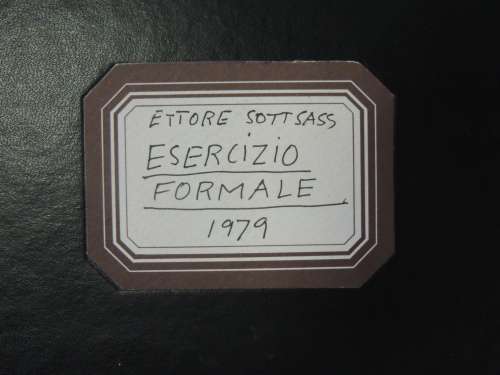 ETTORE SOTTSASS
ESERCIZIO
FORMALE
1979